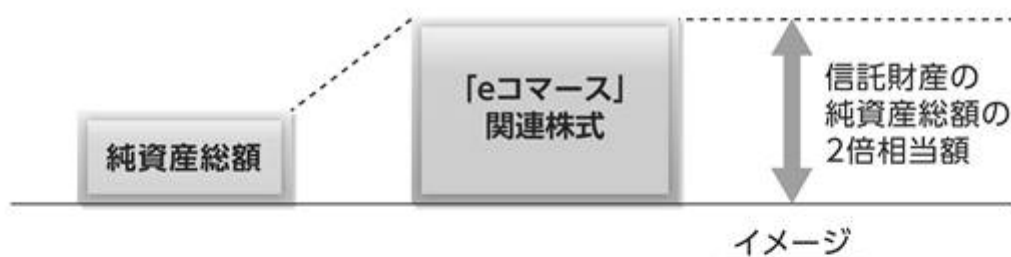 純資産総額
「eコマース」
関連株式
信託財産の
純資産総額の
2倍相当額
イメージ